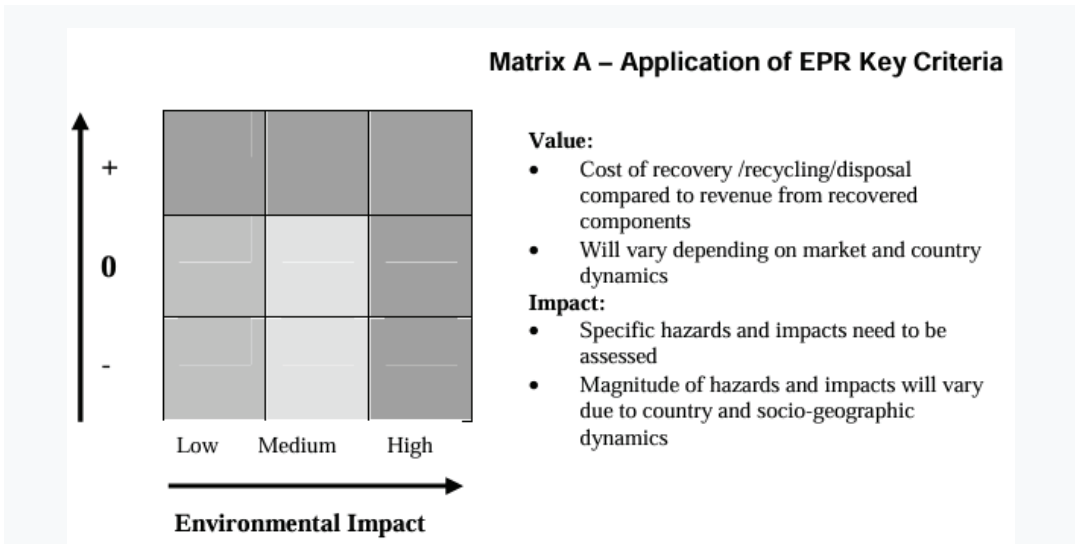 Matrix A – Application of EPR Key Criteria
+
0
-
Low Medium High
Environmental Impact
Value:
• Cost of recovery /recycling/disposal
compared to revenue from recovered
components
• Will vary depending on market and country
dynamics
Impact:
• Specific hazards and impacts need to be
assessed
• Magnitude of hazards and impacts will vary
due to country and socio-geographic
dynamics